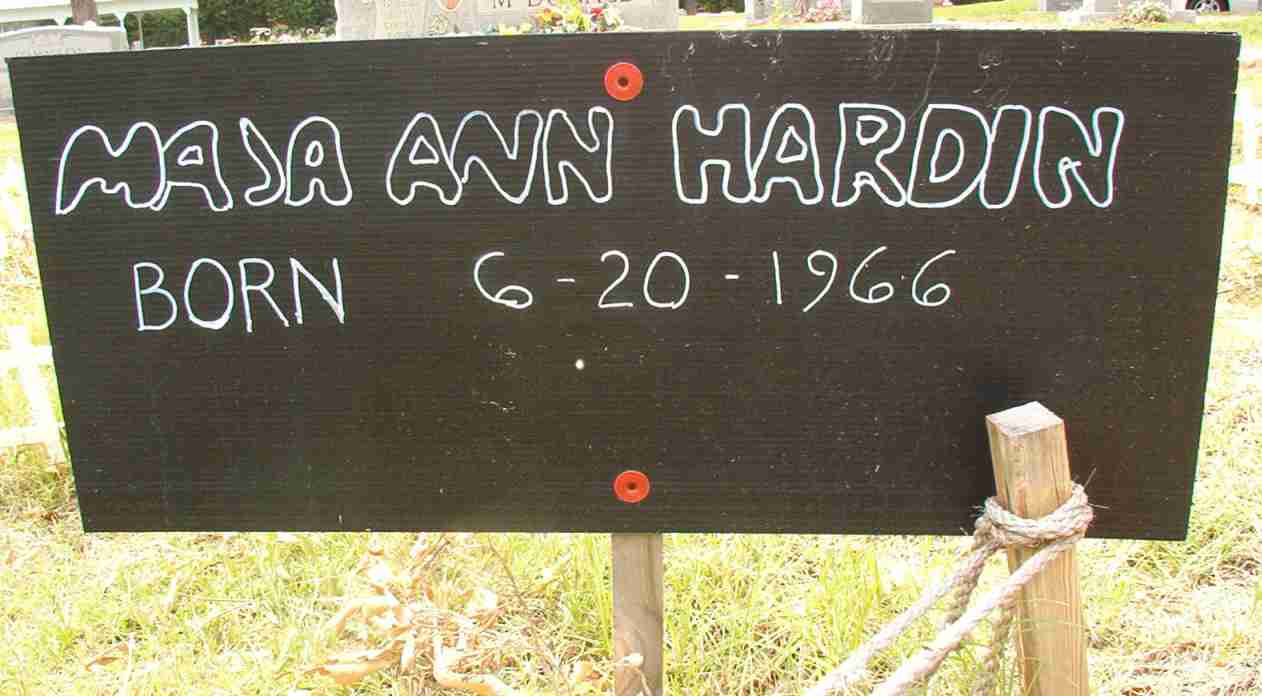 MAJA ANN HARDIN
BORN 6-20-1966